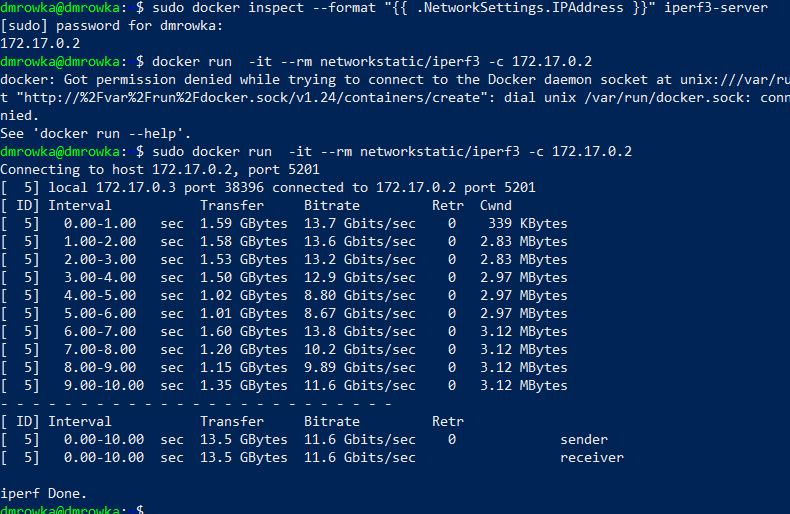 dmrowka@dmrowka:~$ sudo docker inspect --format "{{ .NetworkSettings.IPAddress }}" iperf3-server
[sudo] password for dmrowka:
172.17.0.2
dmrowka@dmrowka:~$ docker run  -it --rm networkstatic/iperf3 -c 172.17.0.2
docker: Got permission denied while trying to connect to the Docker daemon socket at unix:///var/ru
t "http://%2Fvar%2Frun%2Fdocker.sock/v1.24/containers/create": dial unix /var/run/docker.sock: conn
nied.
See 'docker run --help'.
dmrowka@dmrowka:~$ sudo docker run  -it --rm networkstatic/iperf3 -c 172.17.0.2
Connecting to host 172.17.0.2, port 5201
[  5] local 172.17.0.3 port 38396 connected to 172.17.0.2 port 5201
[ ID] Interval           Transfer     Bitrate         Retr  Cwnd
[  5]   0.00-1.00   sec  1.59 GBytes  13.7 Gbits/sec    0    339 KBytes
[  5]   1.00-2.00   sec  1.58 GBytes  13.6 Gbits/sec    0   2.83 MBytes
[  5]   2.00-3.00   sec  1.53 GBytes  13.2 Gbits/sec    0   2.83 MBytes
[  5]   3.00-4.00   sec  1.50 GBytes  12.9 Gbits/sec    0   2.97 MBytes
[  5]   4.00-5.00   sec  1.02 GBytes  8.80 Gbits/sec    0   2.97 MBytes
[  5]   5.00-6.00   sec  1.01 GBytes  8.67 Gbits/sec    0   2.97 MBytes
[  5]   6.00-7.00   sec  1.60 GBytes  13.8 Gbits/sec    0   3.12 MBytes
[  5]   7.00-8.00   sec  1.20 GBytes  10.2 Gbits/sec    0   3.12 MBytes
[  5]   8.00-9.00   sec  1.15 GBytes  9.89 Gbits/sec    0   3.12 MBytes
[  5]   9.00-10.00  sec  1.35 GBytes  11.6 Gbits/sec    0   3.12 MBytes
- - - - - - - - - - - - - - - - - - - - - - - - -
[ ID] Interval           Transfer     Bitrate         Retr
[  5]   0.00-10.00  sec  13.5 GBytes  11.6 Gbits/sec    0             sender
[  5]   0.00-10.00  sec  13.5 GBytes  11.6 Gbits/sec                  receiver
iperf Done.
dmrowka@dmrowka:~$